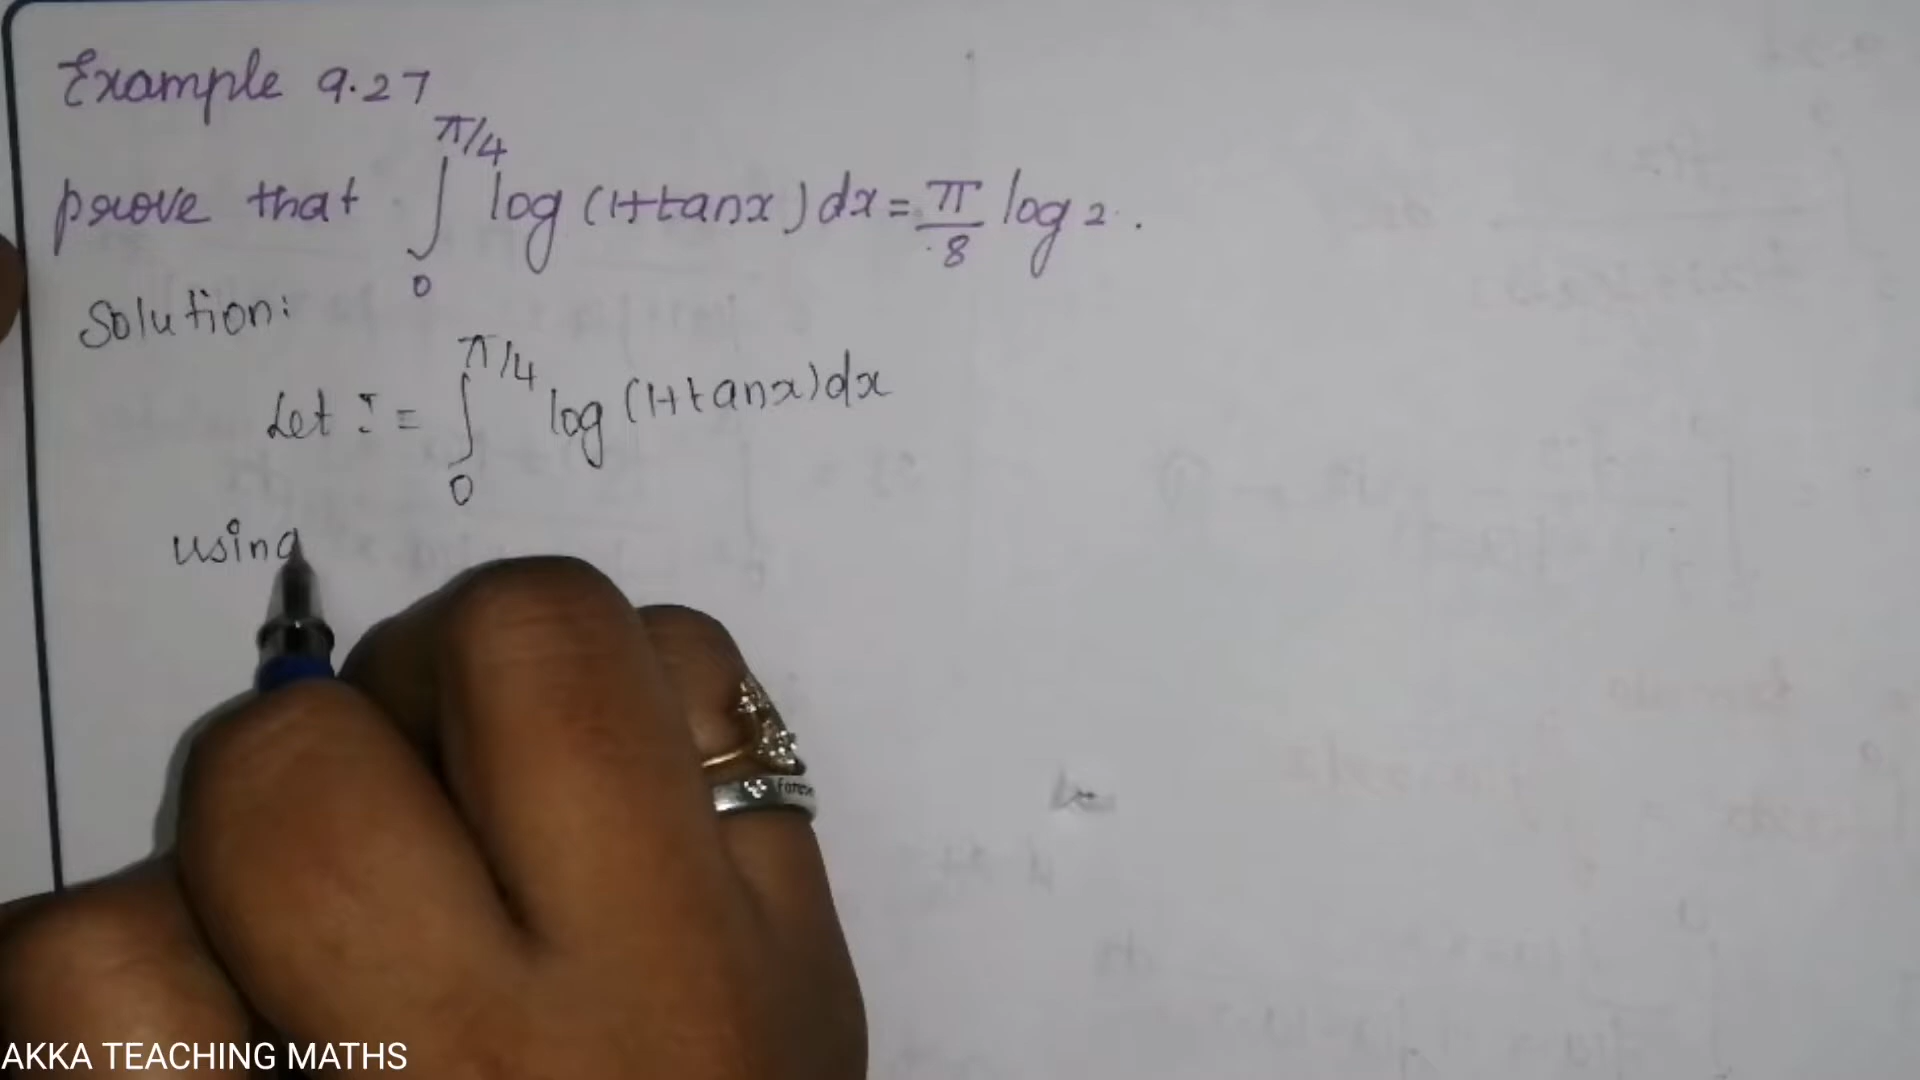 Example 9.27
prove that ∫₀^π/4 log (1+tanx) dx = π/8 log 2.
Solution:
Let I = ∫₀^π/4 log (1+tanx) dx
using
AKKA TEACHING MATHS